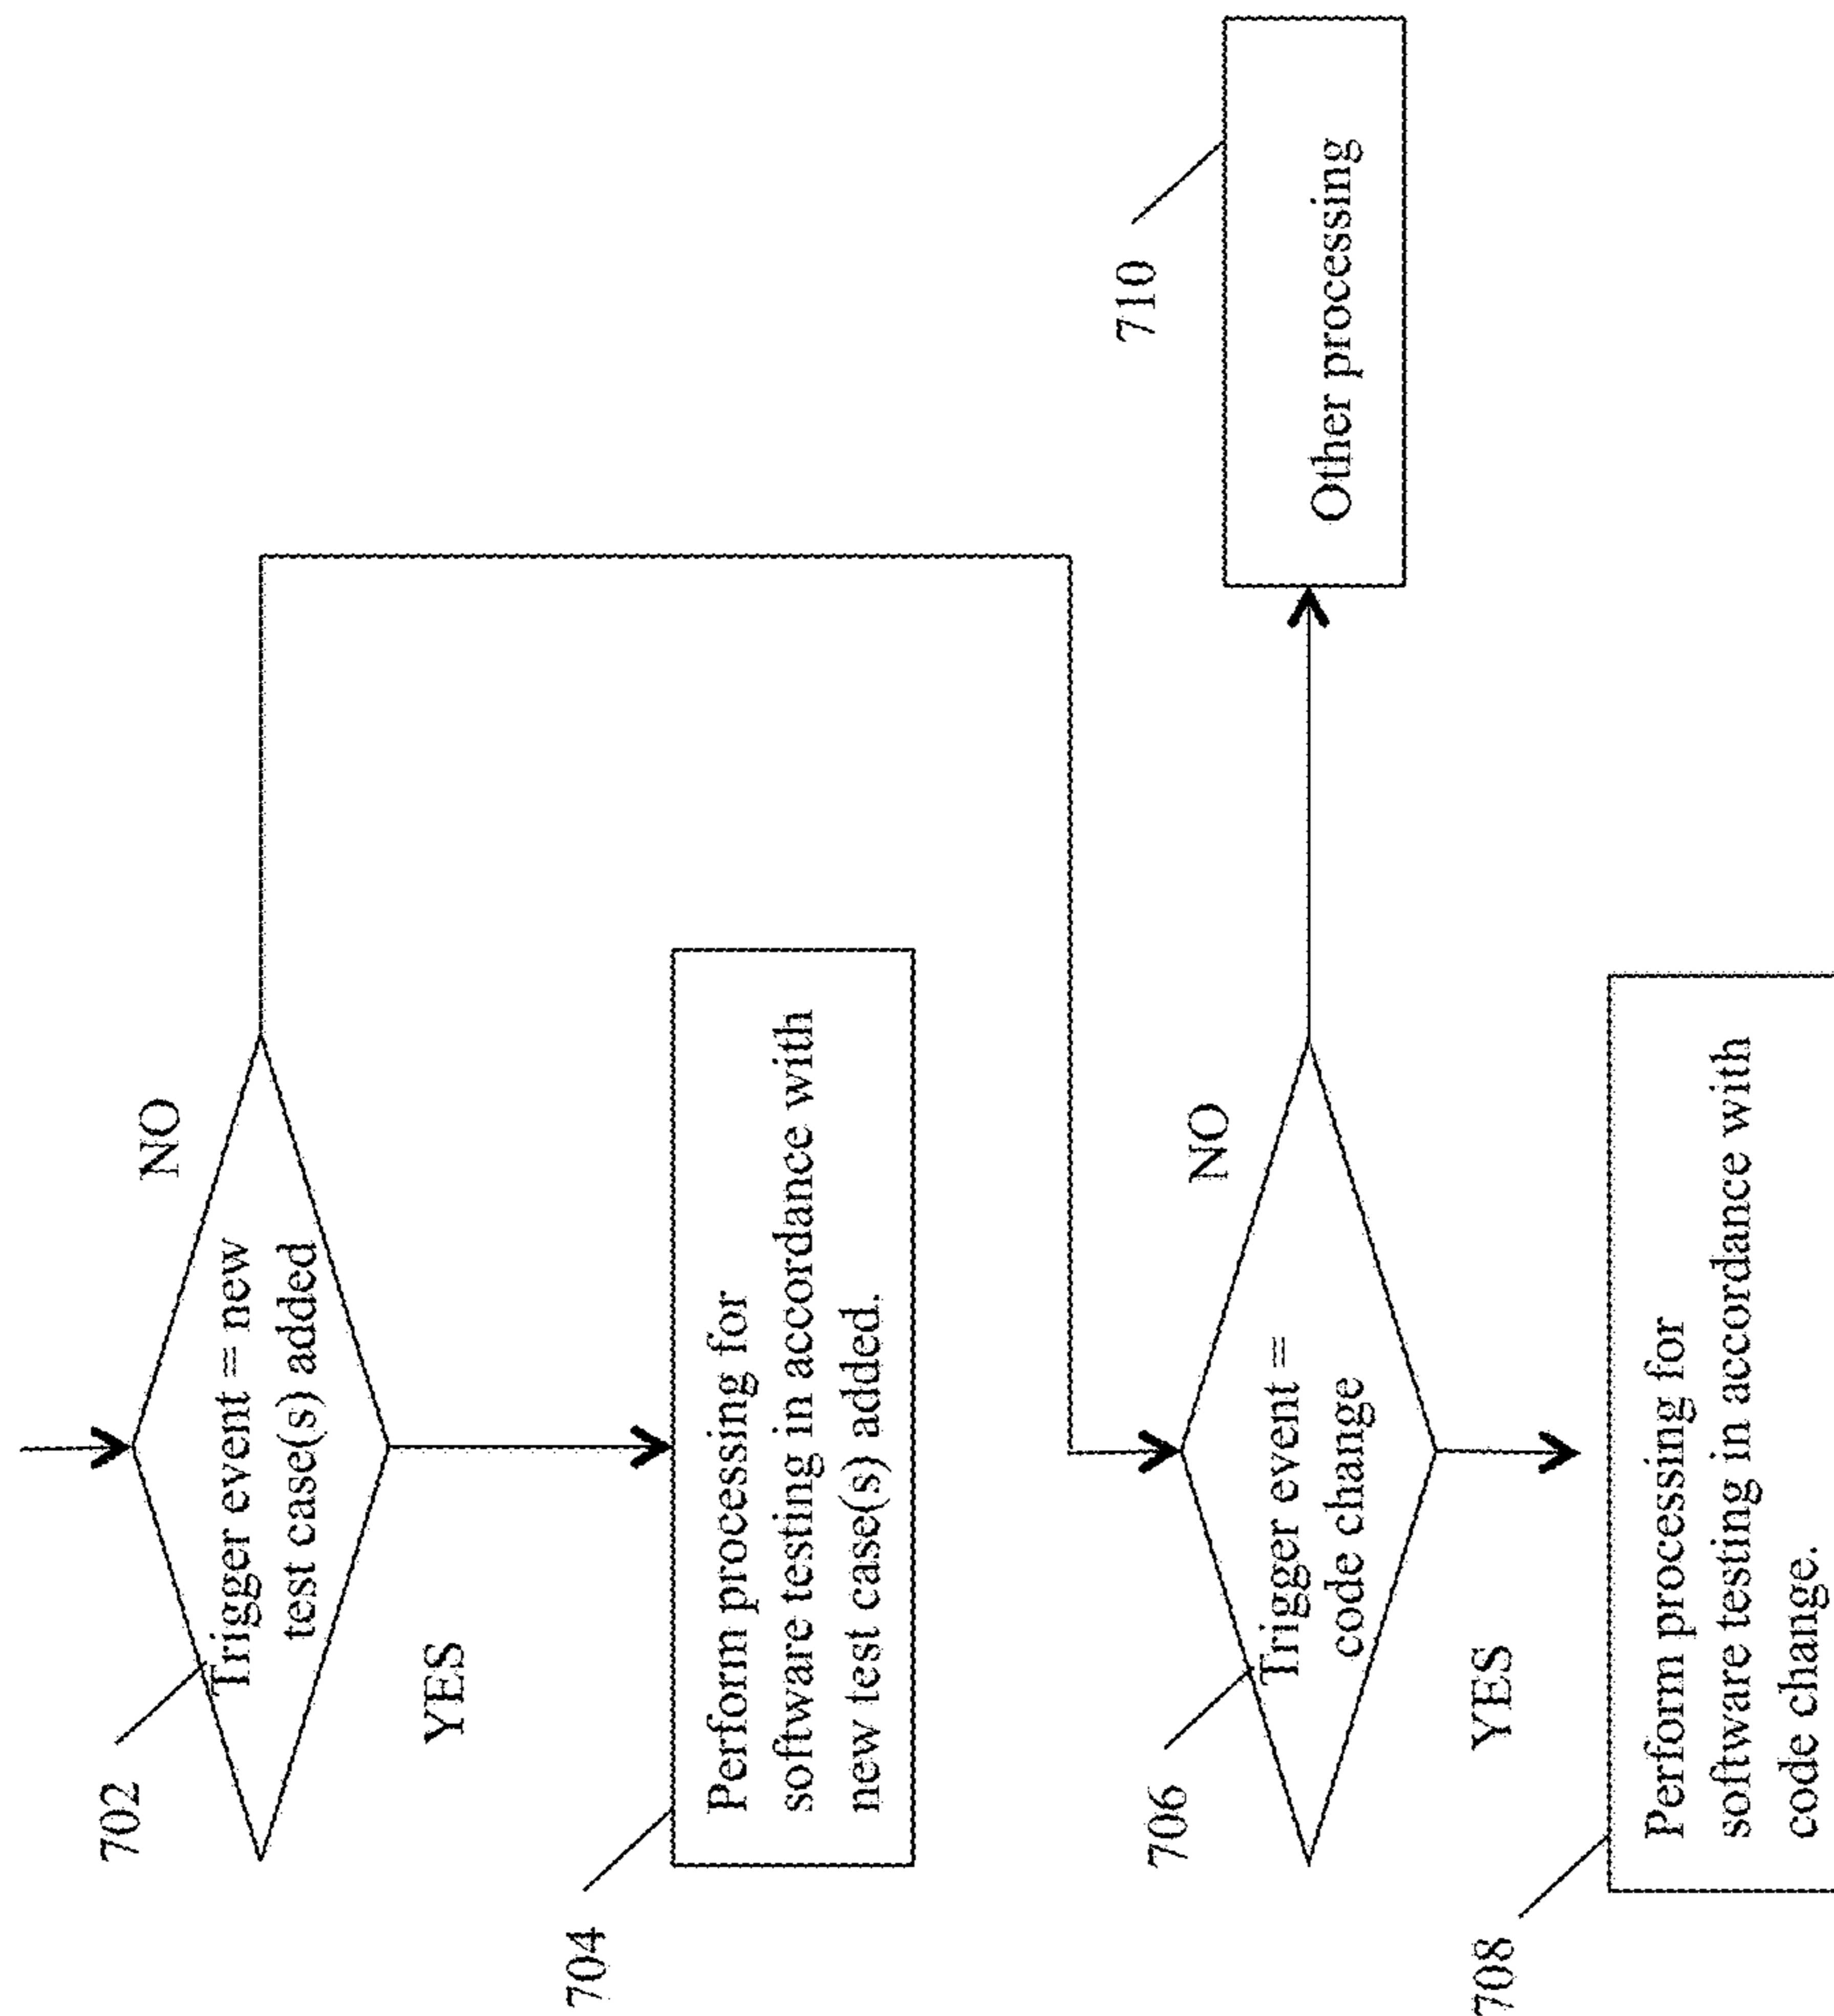 702
Trigger event = new
test case(s) added
NO
YES
704
Perform processing for
software testing in accordance with
new test case(s) added.
706
Trigger event =
code change
NO
YES
710
Other processing
708
Perform processing for
software testing in accordance with
code change.